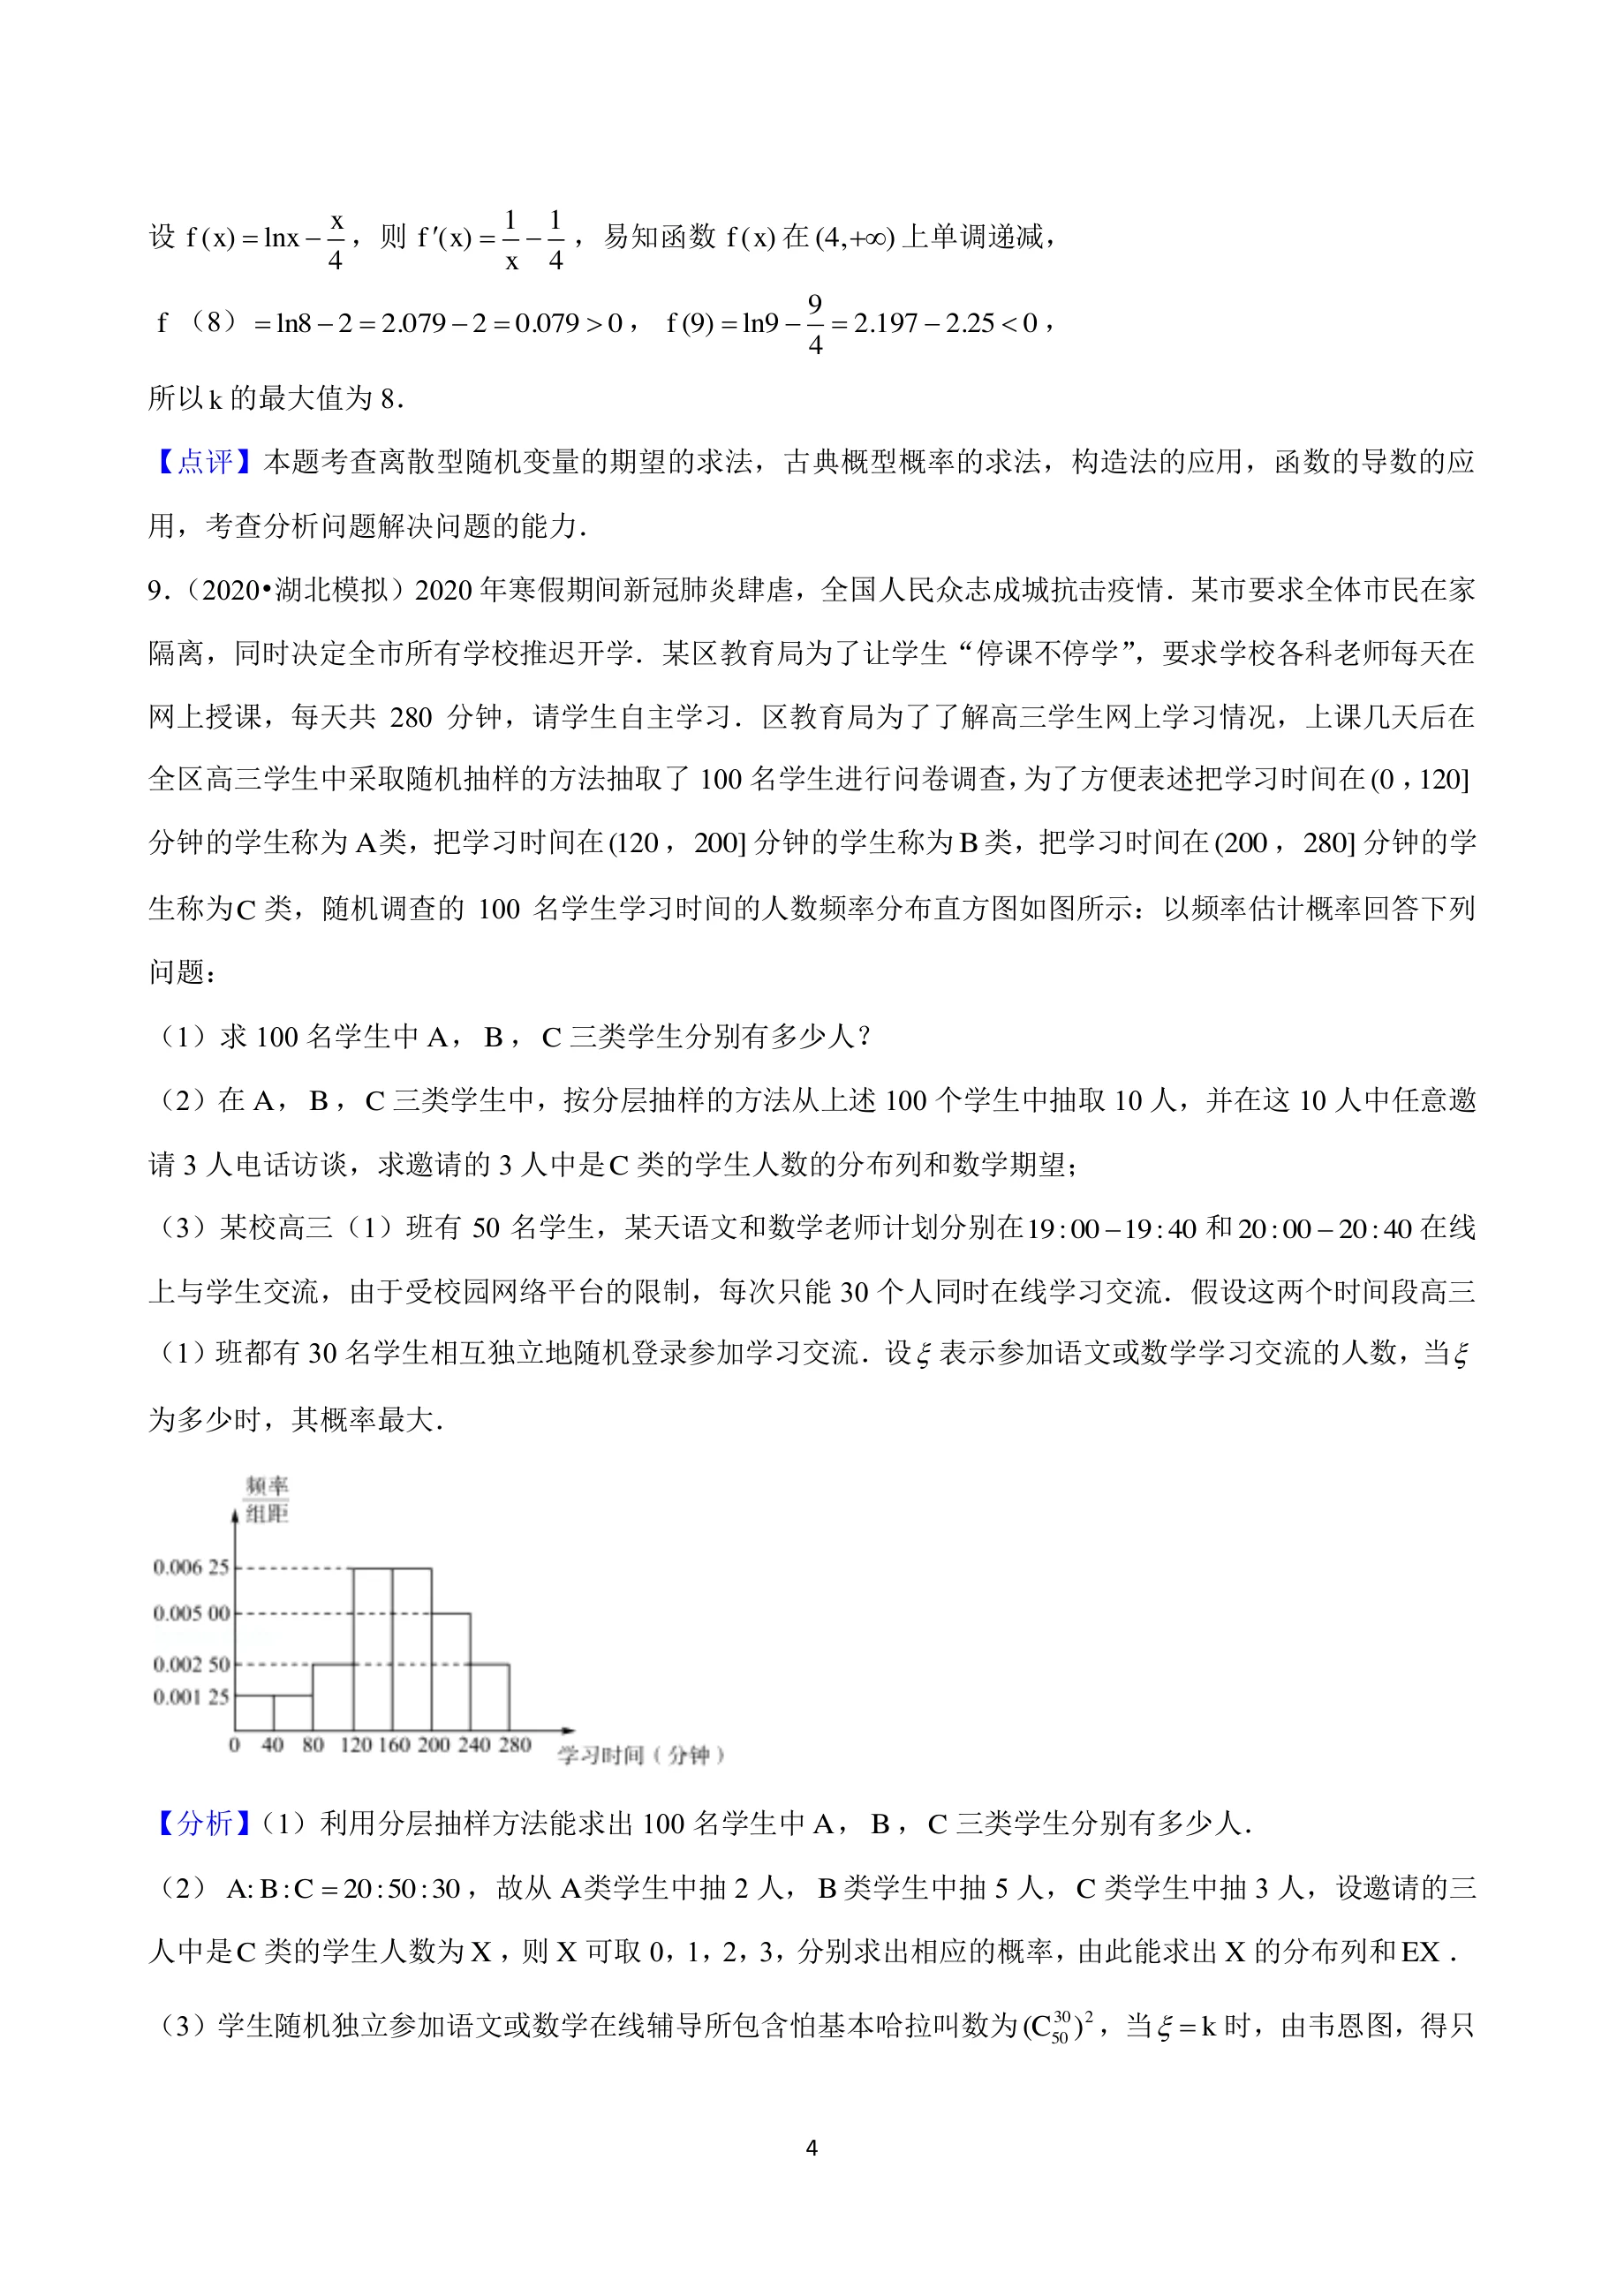 设 f(x)=lnx−x/4，则 f′(x)=1/x−1/4，易知函数 f(x)在(4,+∞)上单调递减，
f（8）=ln8−2=2.079−2=0.079>0，f(9)=ln9−9/4=2.197−2.25<0，
所以k的最大值为 8．
【点评】本题考查离散型随机变量的期望的求法，古典概型概率的求法，构造法的应用，函数的导数的应
用，考查分析问题解决问题的能力．
9．（2020•湖北模拟）2020 年寒假期间新冠肺炎肆虐，全国人民众志成城抗击疫情．某市要求全体市民在家
隔离，同时决定全市所有学校推迟开学．某区教育局为了让学生“停课不停学”，要求学校各科老师每天在
网上授课，每天共 280 分钟，请学生自主学习．区教育局为了了解高三学生网上学习情况，上课几天后在
全区高三学生中采取随机抽样的方法抽取了 100 名学生进行问卷调查，为了方便表述把学习时间在(0，120]
分钟的学生称为 A类，把学习时间在(120，200]分钟的学生称为B类，把学习时间在(200，280]分钟的学
生称为C 类，随机调查的 100 名学生学习时间的人数频率分布直方图如图所示：以频率估计概率回答下列
问题：
（1）求 100 名学生中 A，B，C 三类学生分别有多少人？
（2）在 A，B，C 三类学生中，按分层抽样的方法从上述 100 个学生中抽取 10 人，并在这 10 人中任意邀
请 3 人电话访谈，求邀请的 3 人中是C 类的学生人数的分布列和数学期望；
（3）某校高三（1）班有 50 名学生，某天语文和数学老师计划分别在19:00−19:40 和20:00−20:40 在线
上与学生交流，由于受校园网络平台的限制，每次只能 30 个人同时在线学习交流．假设这两个时间段高三
（1）班都有 30 名学生相互独立地随机登录参加学习交流．设ξ表示参加语文或数学学习交流的人数，当ξ
为多少时，其概率最大．
频率
组距
0.006 25
0.005 00
0.002 50
0.001 25
0 40 80 120 160 200 240 280 学习时间（分钟）
【分析】（1）利用分层抽样方法能求出 100 名学生中 A，B，C 三类学生分别有多少人．
（2）A:B:C=20:50:30，故从 A类学生中抽 2 人，B类学生中抽 5 人，C 类学生中抽 3 人，设邀请的三
人中是C 类的学生人数为X，则 X 可取 0，1，2，3，分别求出相应的概率，由此能求出 X 的分布列和EX．
（3）学生随机独立参加语文或数学在线辅导所包含怕基本哈拉叫数为(C₅₀³⁰)²，当ξ=k时，由韦恩图，得只
4